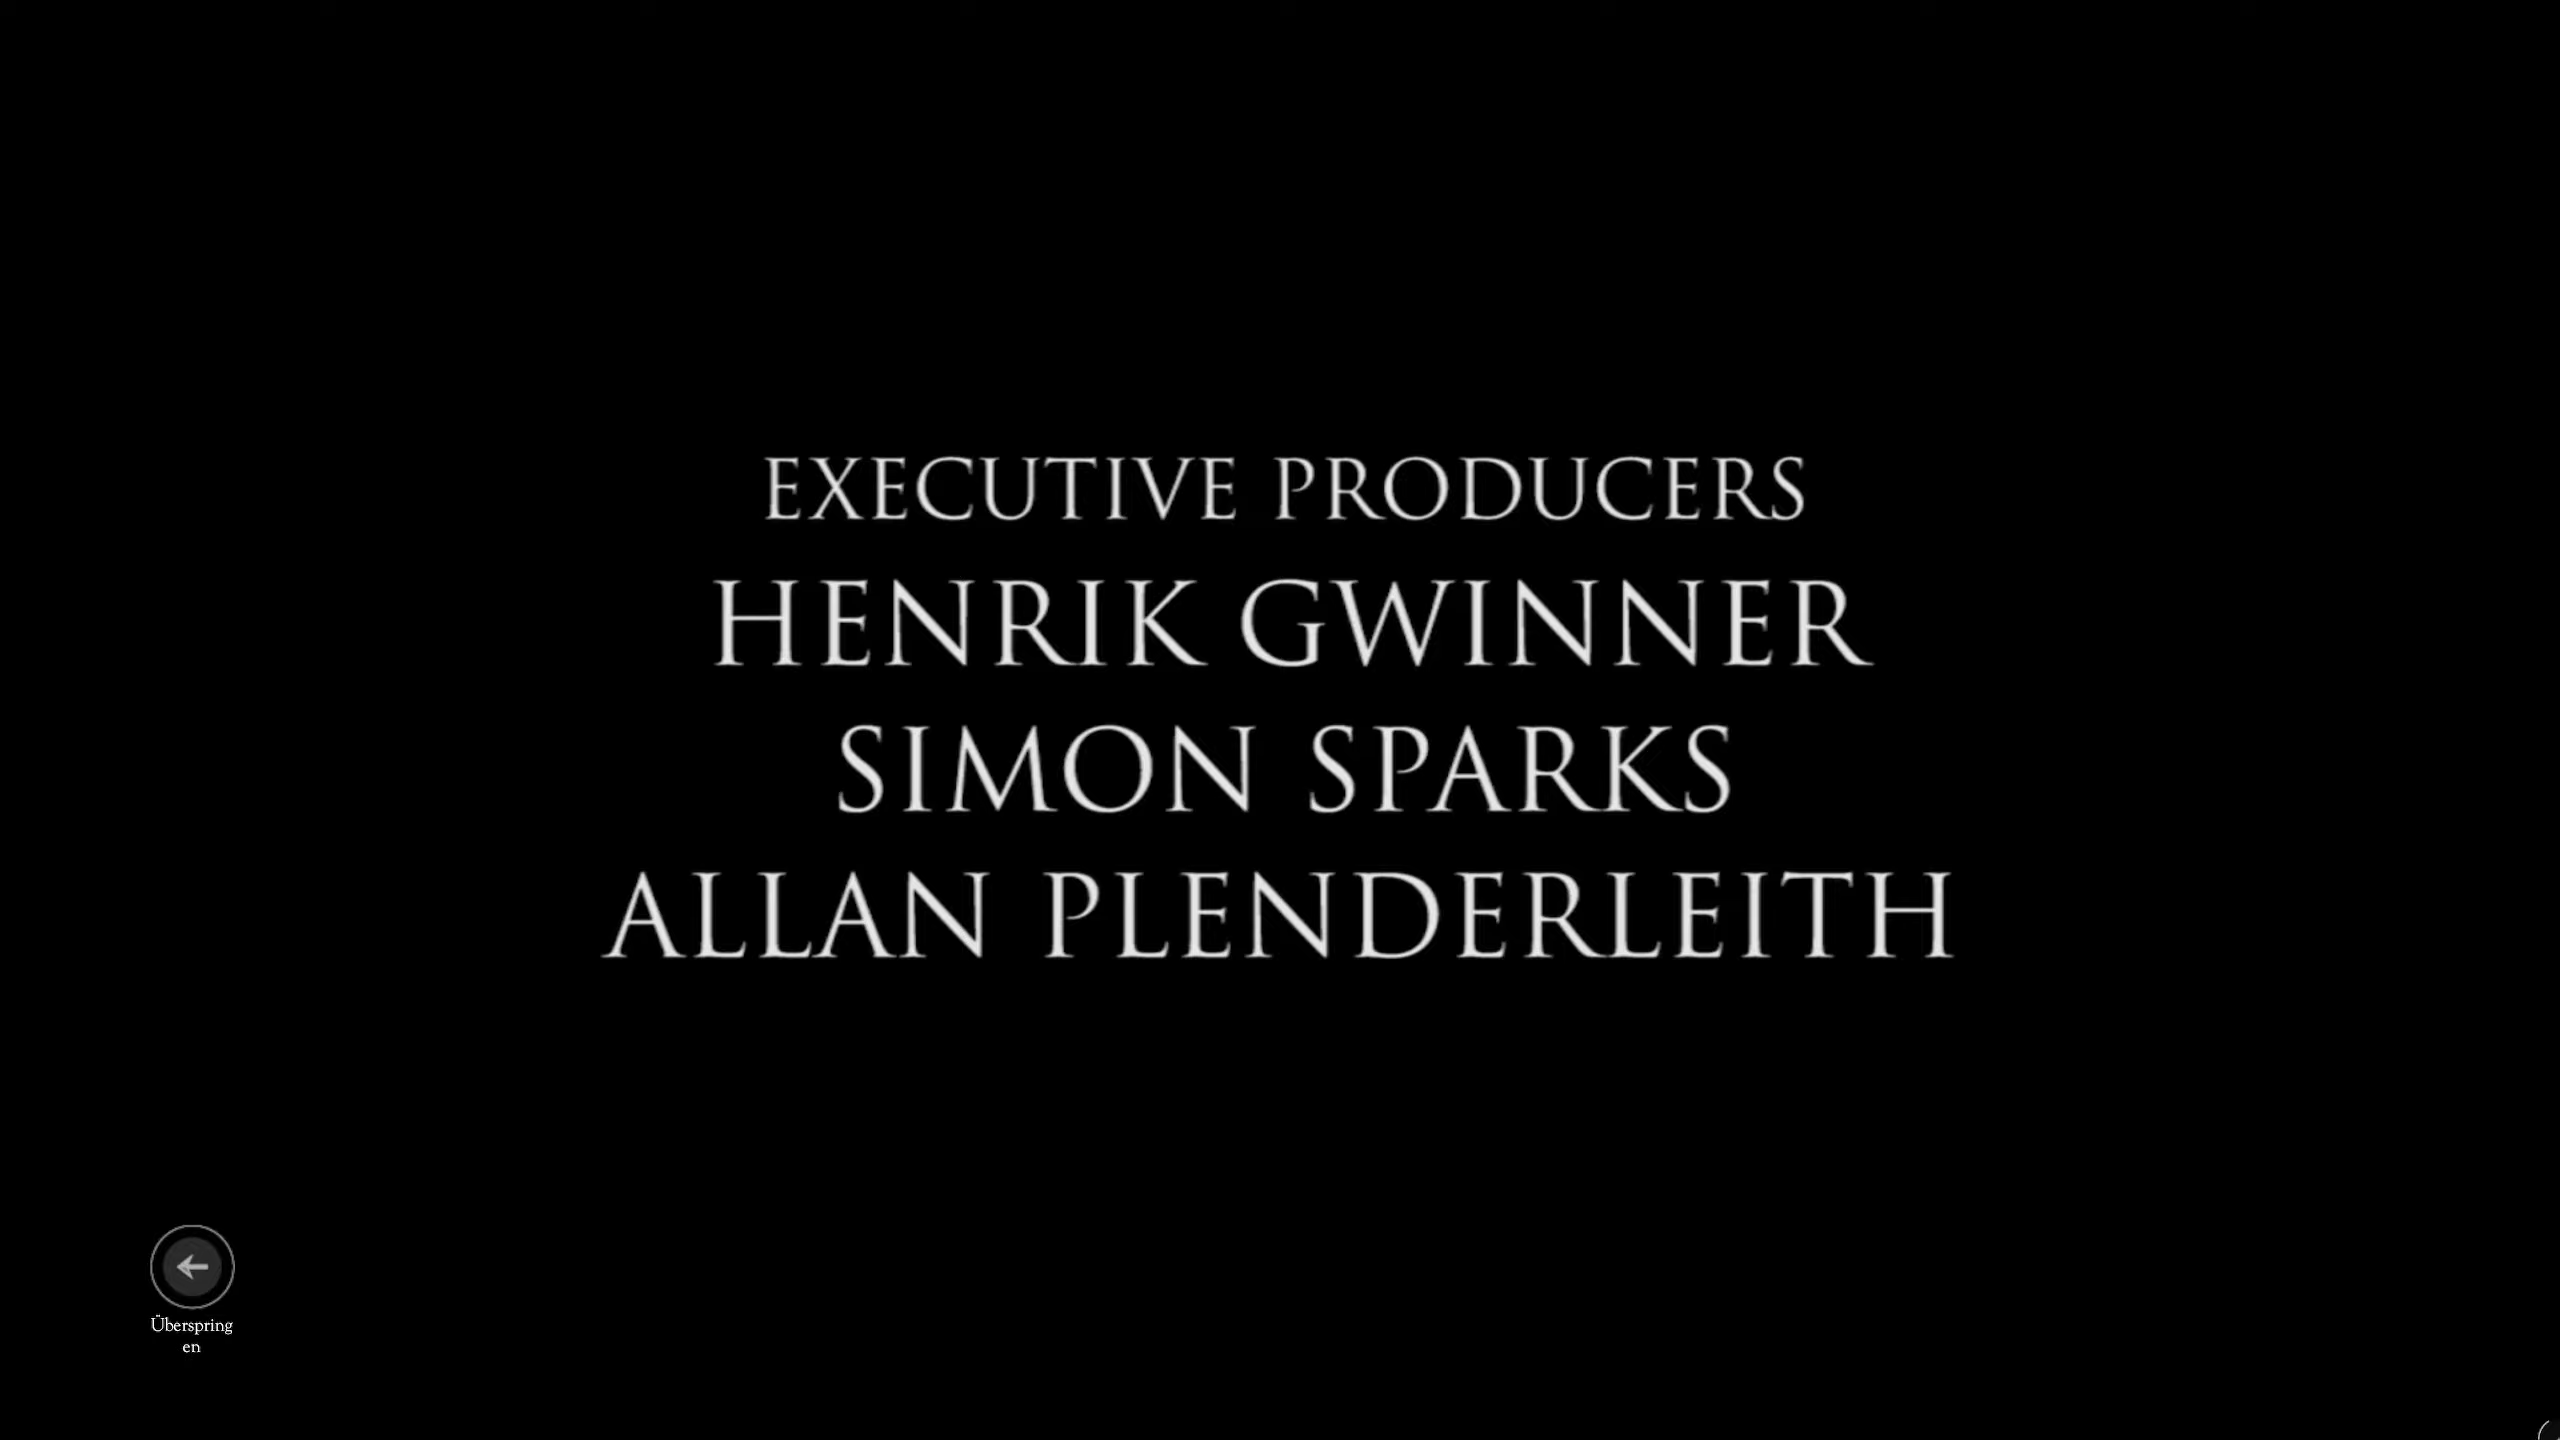 EXECUTIVE PRODUCERS
HENRIK GWINNER
SIMON SPARKS
ALLAN PLENDERLEITH
Überspring
en